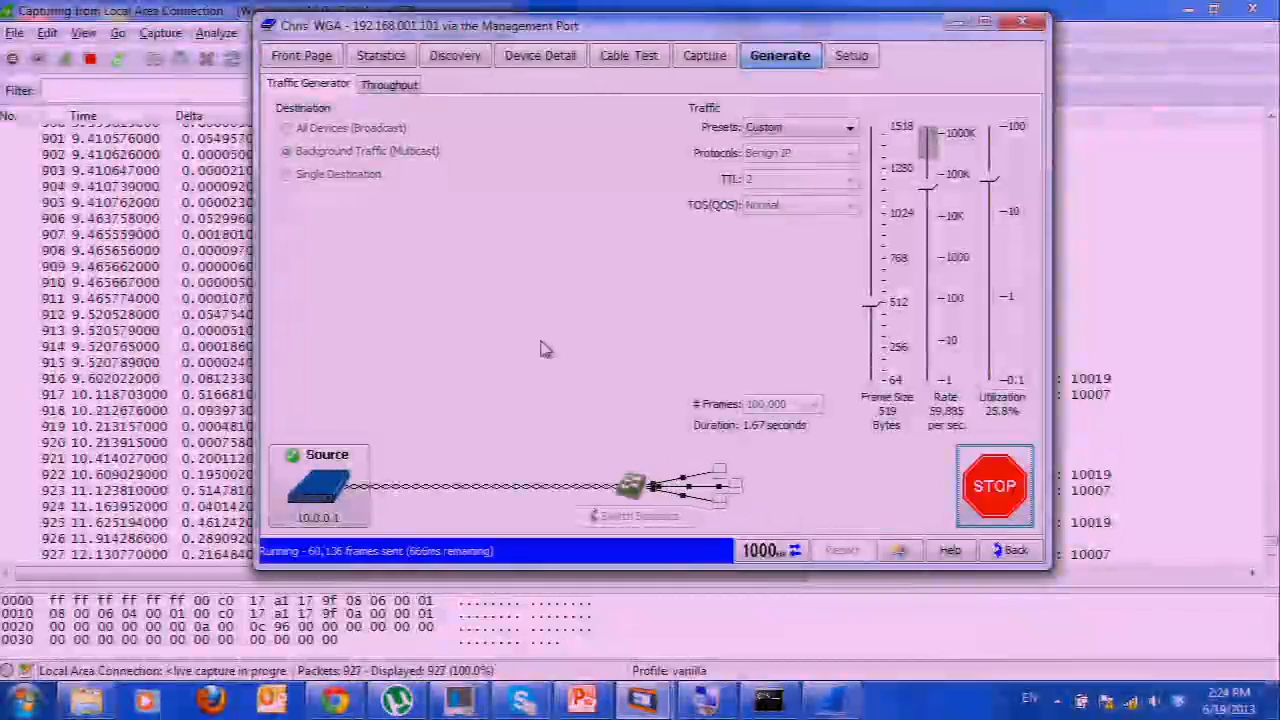 Capturing from Local Area Connection
Chris WGA - 192.168.001.101 via the Management Port
File Edit View Go Capture Analyze
Front Page Statistics Discovery Device Detail Cable Test Capture Generate Setup
Traffic Generator Throughput
Filter:
No. Time Delta
Destination
All Devices (Broadcast)
Background Traffic (Multicast)
Single Destination
Traffic
Presets: Custom
Protocols: Benign IP
TTL: 2
TOS(QOS): Normal
1518
1280
1024
768
512
256
64
1000K
100K
10K
1000
100
10
1
100
10
1
0.1
Frame Size
519
Bytes
Rate
59,885
per sec.
Utilization
25.8%
# Frames: 100,000
Duration: 1.67 seconds
901 9.410576000 0.0549570
902 9.410626000 0.0000500
903 9.410647000 0.000021
904 9.410739000 0.0000920
905 9.410762000 0.0000230
906 9.463758000 0.0529960
907 9.465559000 0.0018010
908 9.465656000 0.0000970
909 9.465662000 0.0000060
910 9.465667000 0.0000050
911 9.465774000 0.0001070
912 9.520528000 0.0547540
913 9.520579000 0.0000510
914 9.520765000 0.0001860
915 9.520789000 0.0000240
916 9.602022000 0.0812330 : 10019
917 10.118703000 0.5166810 : 10007
918 10.212676000 0.0939730
919 10.213157000 0.0004810
920 10.213915000 0.0007580
921 10.414027000 0.2001120
922 10.609029000 0.1950020 : 10019
923 11.123810000 0.5147810 : 10007
924 11.163952000 0.0401420
925 11.625194000 0.4612420 : 10019
926 11.914286000 0.2890920
927 12.130770000 0.2164840 : 10007
Source
10.0.0.1
STOP
Running - 60,136 frames sent (666ms remaining)
1000
Help
Back
0000 ff ff ff ff ff ff 00 c0 17 a1 17 9f 08 06 00 01 ........ ........
0010 08 00 06 04 00 01 00 c0 17 a1 17 9f 0a 00 00 01 ........ ........
0020 00 00 00 00 00 00 0a 00 0c 96 00 00 00 00 00 00 ........ ........
0030 00 00 00 00 00 00 00 00 00 00 00 00 ........ ....
Local Area Connection: <live capture in progre Packets: 927 - Displayed: 927 (100.0%) Profile: vanilla
EN
2:24 PM
6/19/2013